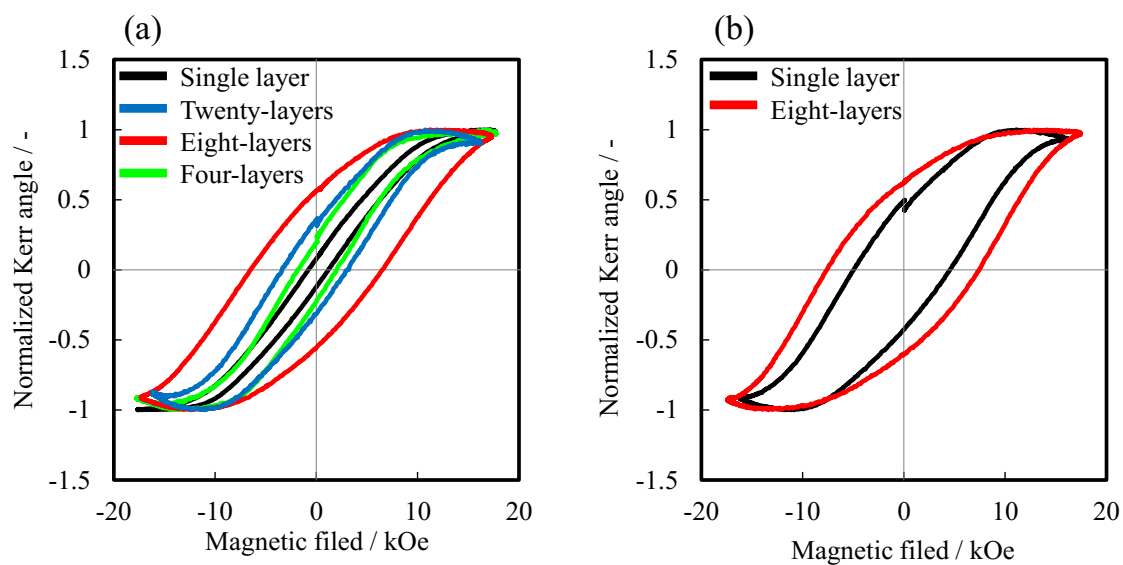 (a)
Normalized Kerr angle / -
1.5
1
0.5
0
-0.5
-1
-1.5
Single layer
Twenty-layers
Eight-layers
Four-layers
-20
-10
0
10
20
Magnetic filed / kOe
(b)
Normalized Kerr angle / -
1.5
1
0.5
0
-0.5
-1
-1.5
Single layer
Eight-layers
-20
-10
0
10
20
Magnetic filed / kOe